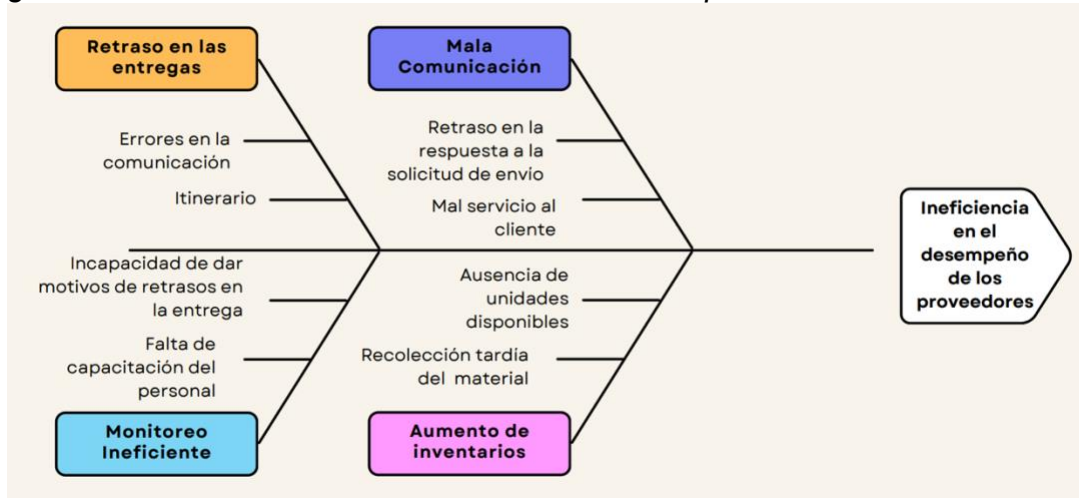 Retraso en las
entregas
Errores en la
comunicación
Itinerario
Mala
Comunicación
Retraso en la
respuesta a la
solicitud de envío
Mal servicio al
cliente
Incapacidad de dar
motivos de retrasos en
la entrega
Falta de
capacitación del
personal
Monitoreo
Ineficiente
Ausencia de
unidades
disponibles
Recolección tardía
del material
Aumento de
inventarios
Ineficiencia
en el
desempeño
de los
proveedores